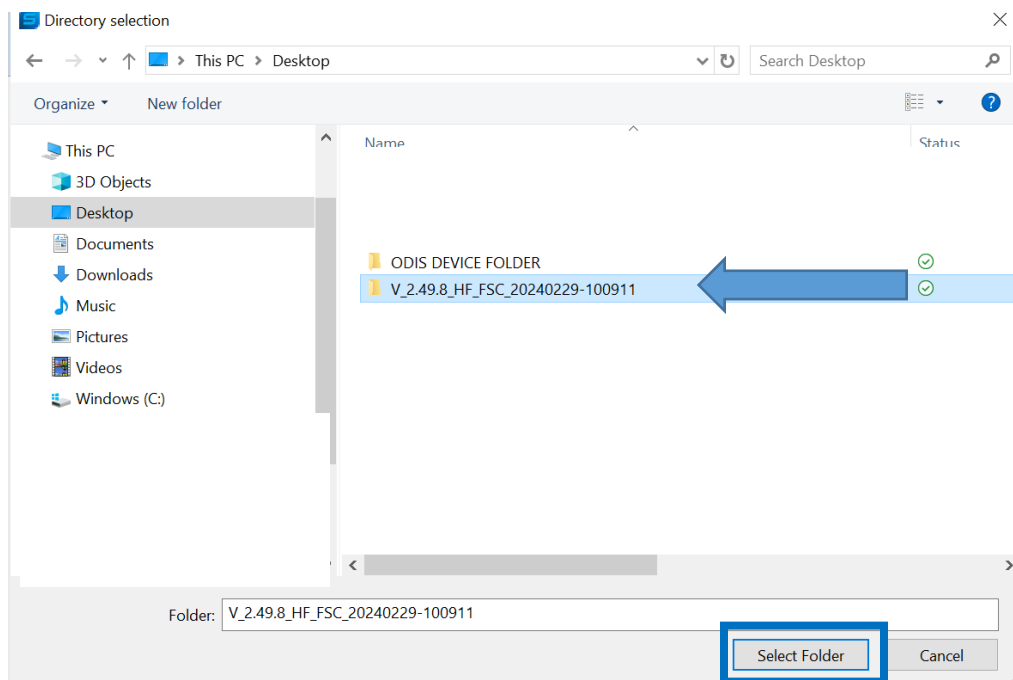 Directory selection
This PC > Desktop
Search Desktop
Organize
New folder
?
Name
Status
This PC
3D Objects
Desktop
Documents
Downloads
Music
Pictures
Videos
Windows (C:)
ODIS DEVICE FOLDER
V_2.49.8_HF_FSC_20240229-100911
Folder: V_2.49.8_HF_FSC_20240229-100911
Select Folder
Cancel